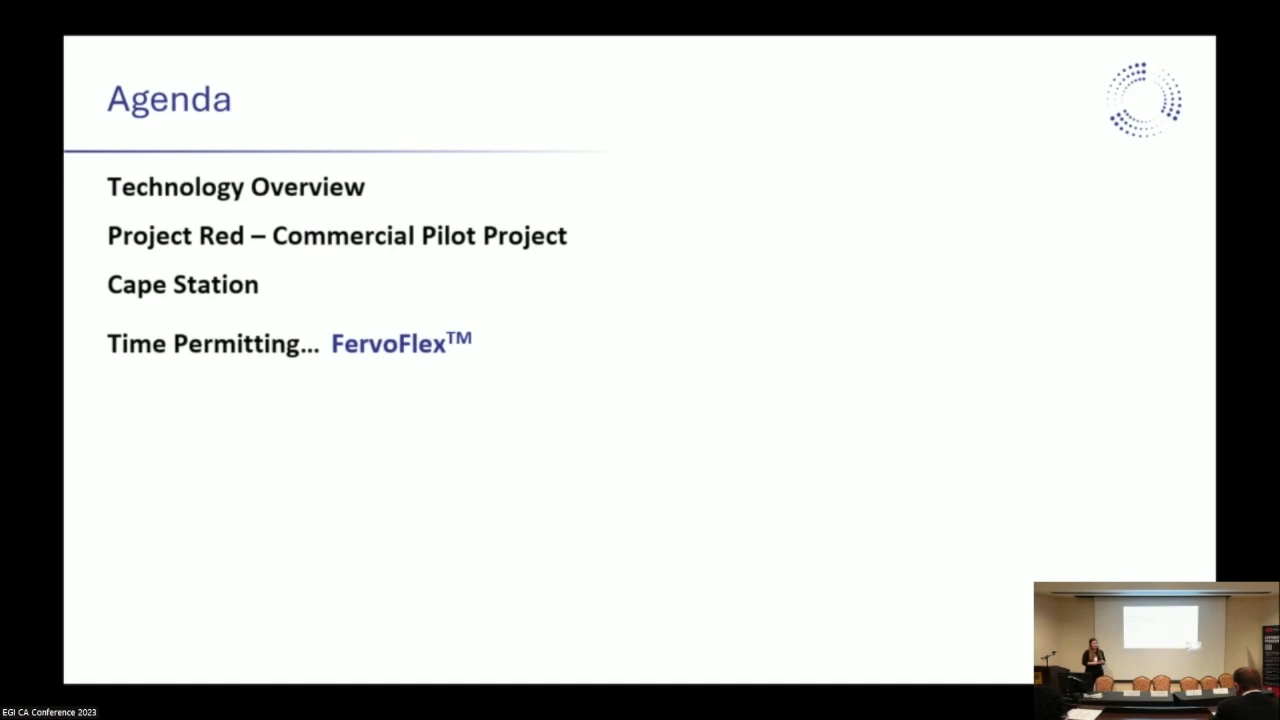 Agenda
Technology Overview
Project Red – Commercial Pilot Project
Cape Station
Time Permitting... FervoFlex™
EGI CA Conference 2023